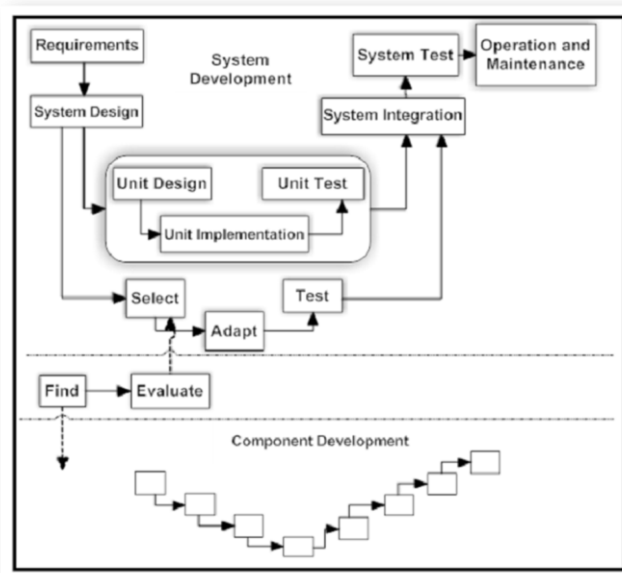 Requirements
System
Development
System Test
Operation and
Maintenance
System Design
System Integration
Unit Design
Unit Test
Unit Implementation
Select
Test
Adapt
Find
Evaluate
Component Development